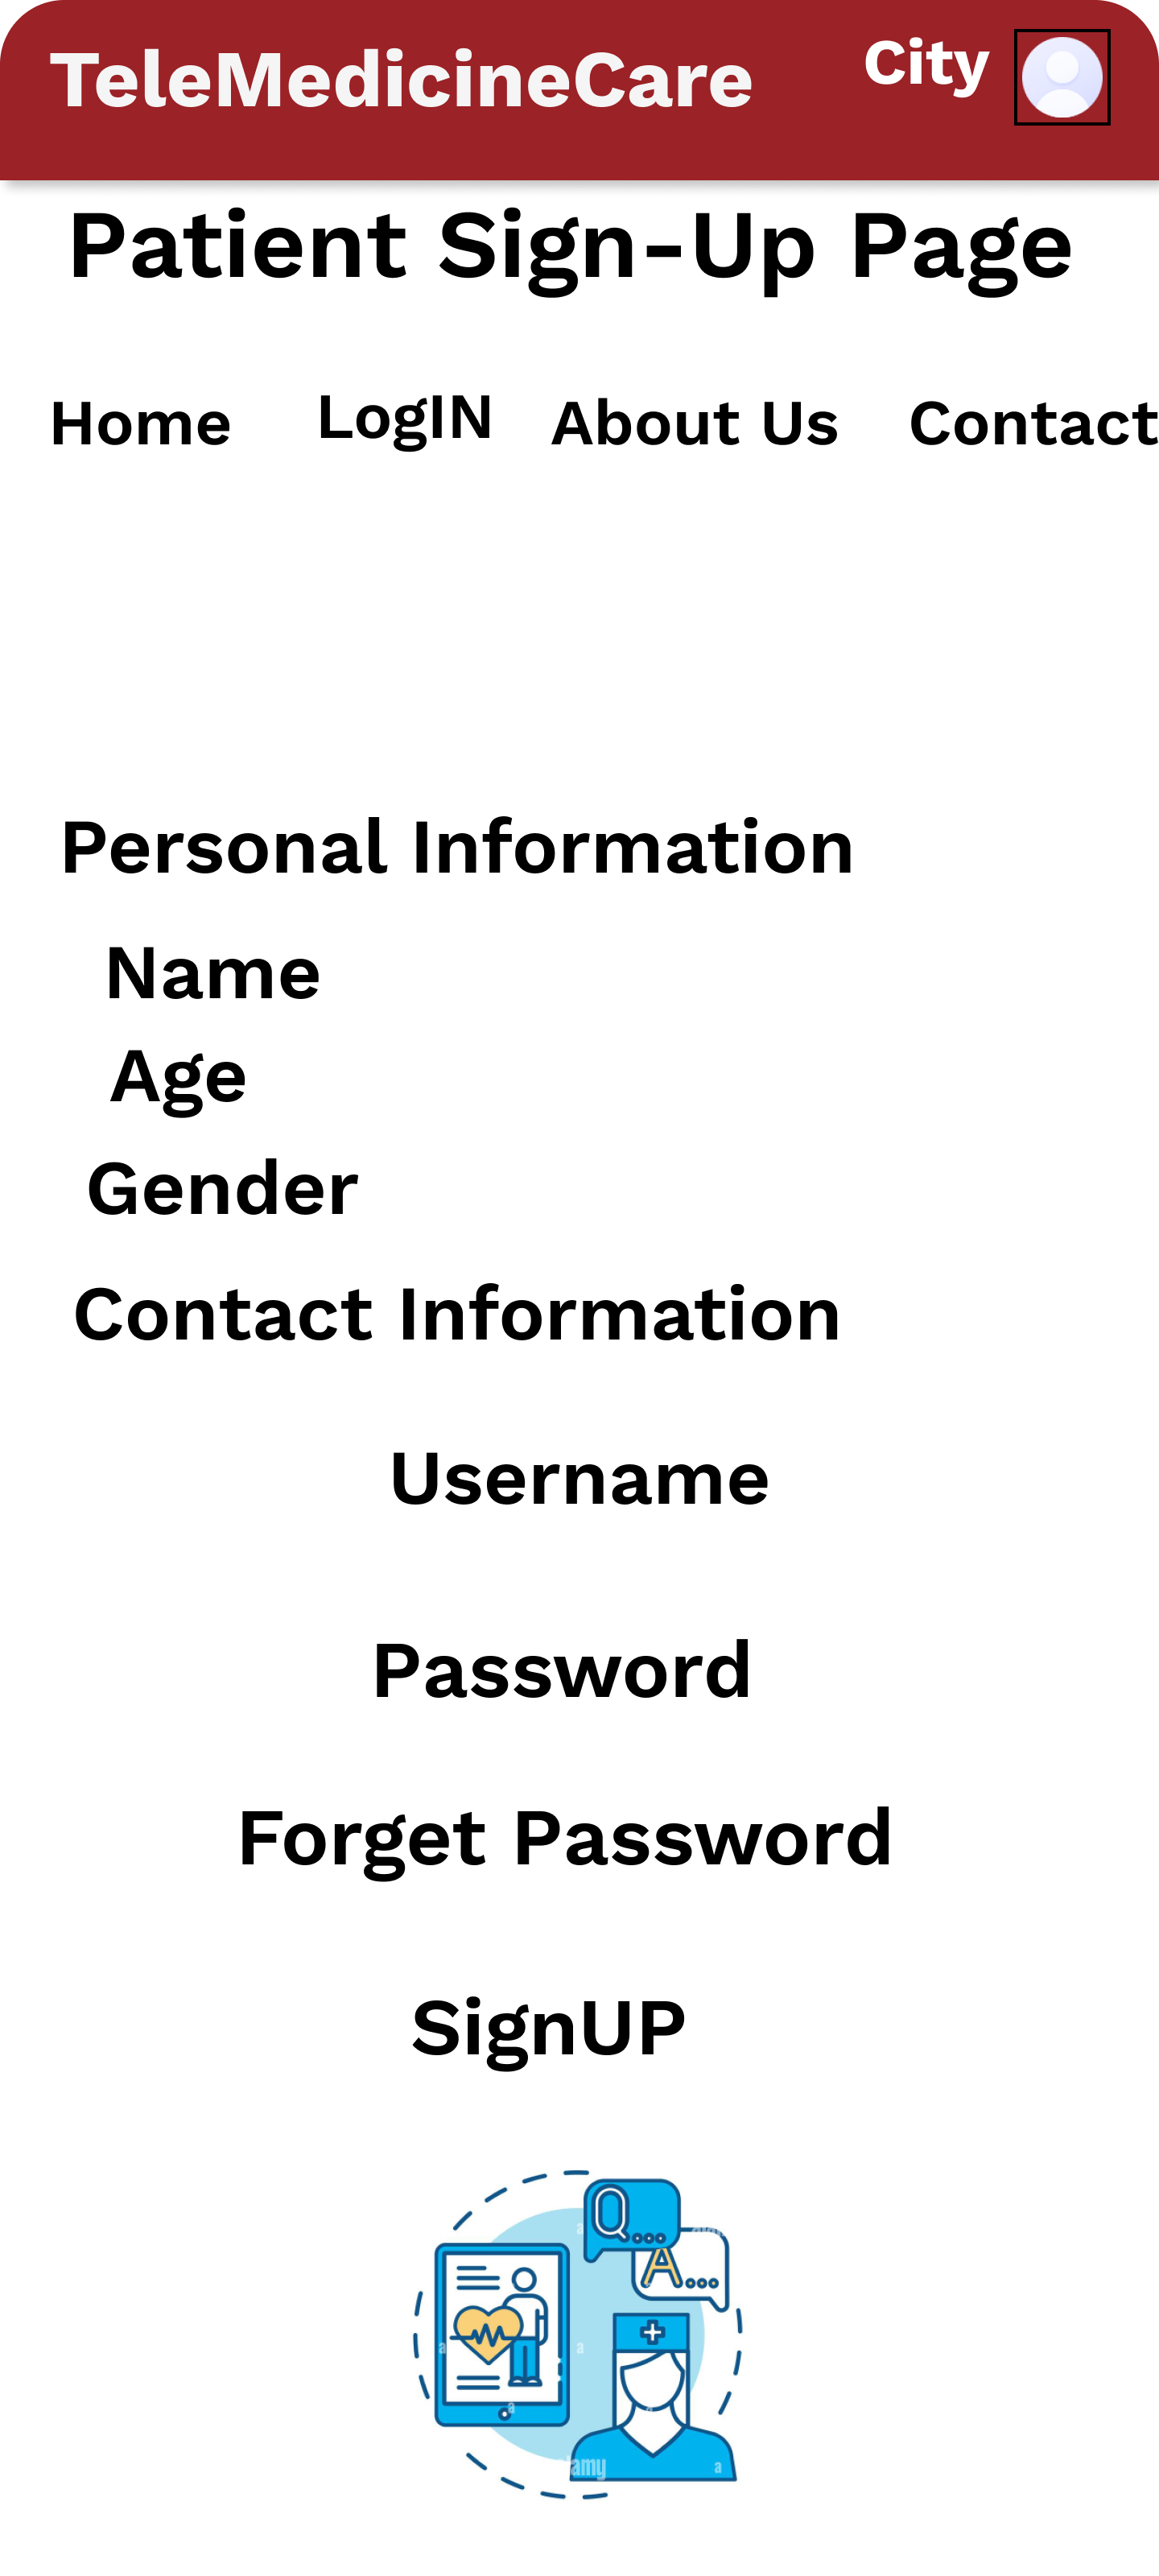 TeleMedicineCare
City
Patient Sign-Up Page
Home LogIN About Us Contact
Personal Information
Name
Age
Gender
Contact Information
Username
Password
Forget Password
SignUP
Q
A
a
a
a
a
a